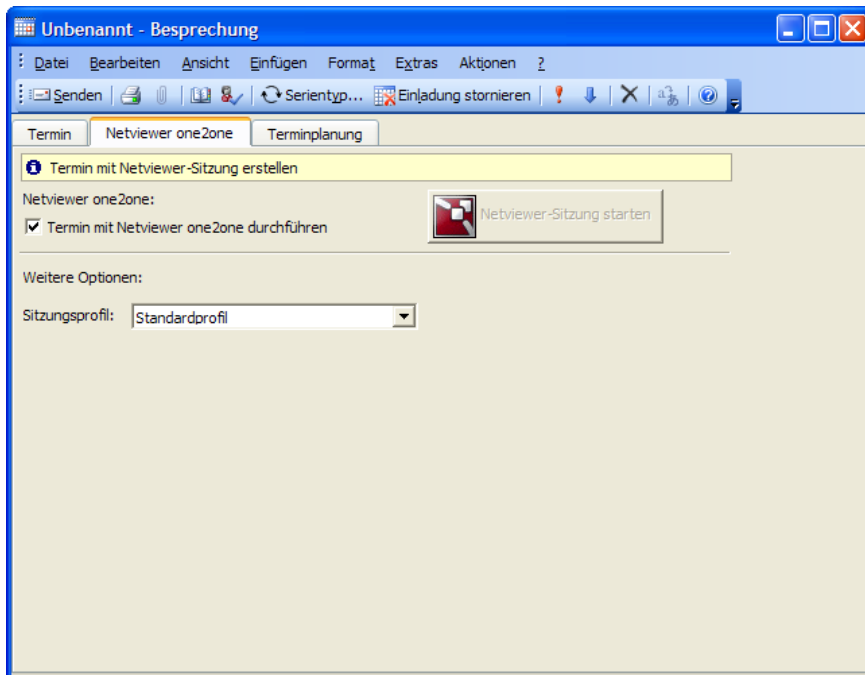 Unbenannt - Besprechung
Datei Bearbeiten Ansicht Einfügen Format Extras Aktionen ?
Senden Serientyp... Einladung stornieren
Termin Netviewer one2one Terminplanung
Termin mit Netviewer-Sitzung erstellen
Netviewer one2one:
Netviewer-Sitzung starten
Termin mit Netviewer one2one durchführen
Weitere Optionen:
Sitzungsprofil: Standardprofil